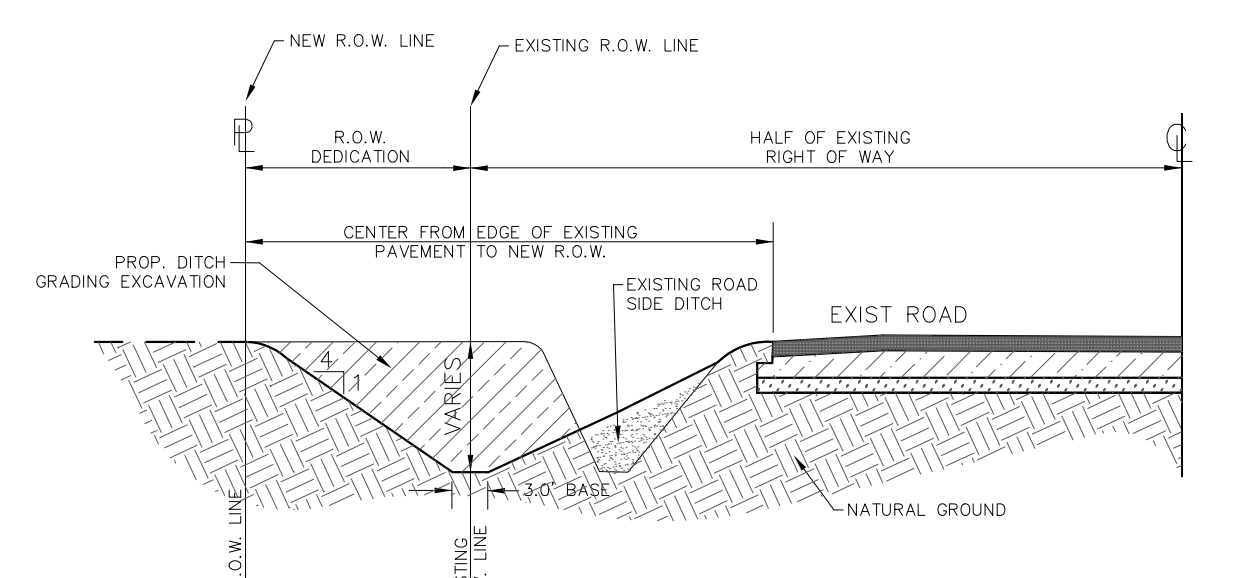 NEW R.O.W. LINE
EXISTING R.O.W. LINE
PL
CL
R.O.W.
DEDICATION
HALF OF EXISTING
RIGHT OF WAY
CENTER FROM EDGE OF EXISTING
PAVEMENT TO NEW R.O.W.
PROP. DITCH
GRADING EXCAVATION
EXISTING ROAD
SIDE DITCH
EXIST ROAD
4
1
VARIES
3.0' BASE
NATURAL GROUND
.O.W. LINE
STING
. LINE